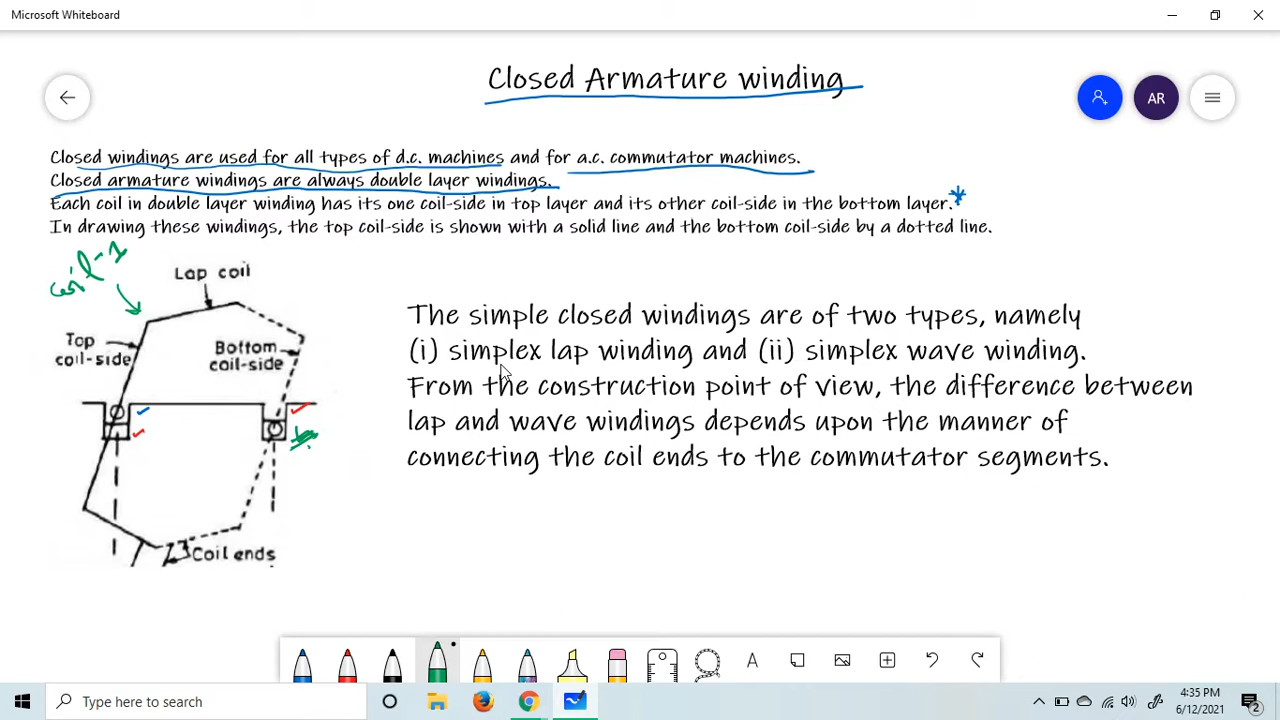 Microsoft Whiteboard
Closed Armature winding
AR
Closed windings are used for all types of d.c. machines and for a.c. commutator machines.
Closed armature windings are always double layer windings.
Each coil in double layer winding has its one coil-side in top layer and its other coil-side in the bottom layer.*
In drawing these windings, the top coil-side is shown with a solid line and the bottom coil-side by a dotted line.
coil-1
Lap coil
Top
coil-side
Bottom
coil-side
Coil ends
The simple closed windings are of two types, namely
(i) simplex lap winding and (ii) simplex wave winding.
From the construction point of view, the difference between
lap and wave windings depends upon the manner of
connecting the coil ends to the commutator segments.
A
Type here to search
4:35 PM
6/12/2021
2